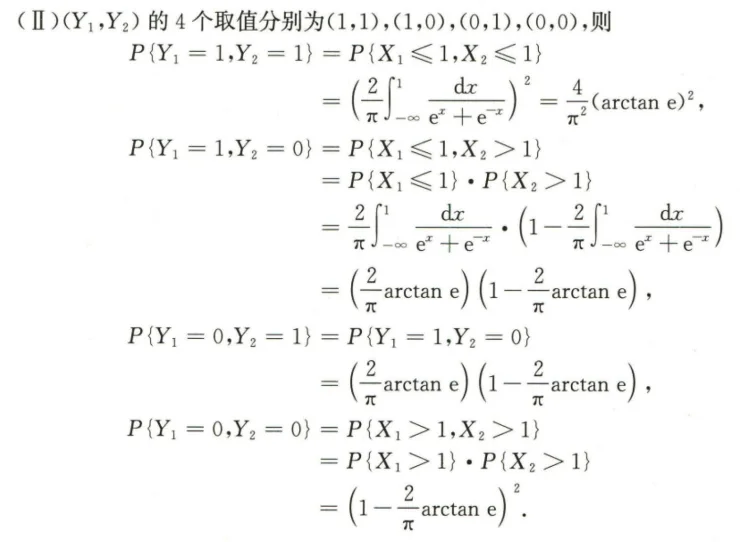 (Ⅱ)(Y₁,Y₂) 的 4 个取值分别为(1,1),(1,0),(0,1),(0,0),则
P{Y₁ = 1,Y₂ = 1} = P{X₁ ⩽ 1,X₂ ⩽ 1}
= (2/π ∫_{-∞}^{1} dx/(eˣ + e⁻ˣ))² = 4/π² (arctan e)²,
P{Y₁ = 1,Y₂ = 0} = P{X₁ ⩽ 1,X₂ > 1}
= P{X₁ ⩽ 1} · P{X₂ > 1}
= 2/π ∫_{-∞}^{1} dx/(eˣ + e⁻ˣ) · (1 − 2/π ∫_{-∞}^{1} dx/(eˣ + e⁻ˣ))
= (2/π arctan e)(1 − 2/π arctan e),
P{Y₁ = 0,Y₂ = 1} = P{Y₁ = 1,Y₂ = 0}
= (2/π arctan e)(1 − 2/π arctan e),
P{Y₁ = 0,Y₂ = 0} = P{X₁ > 1,X₂ > 1}
= P{X₁ > 1} · P{X₂ > 1}
= (1 − 2/π arctan e)².